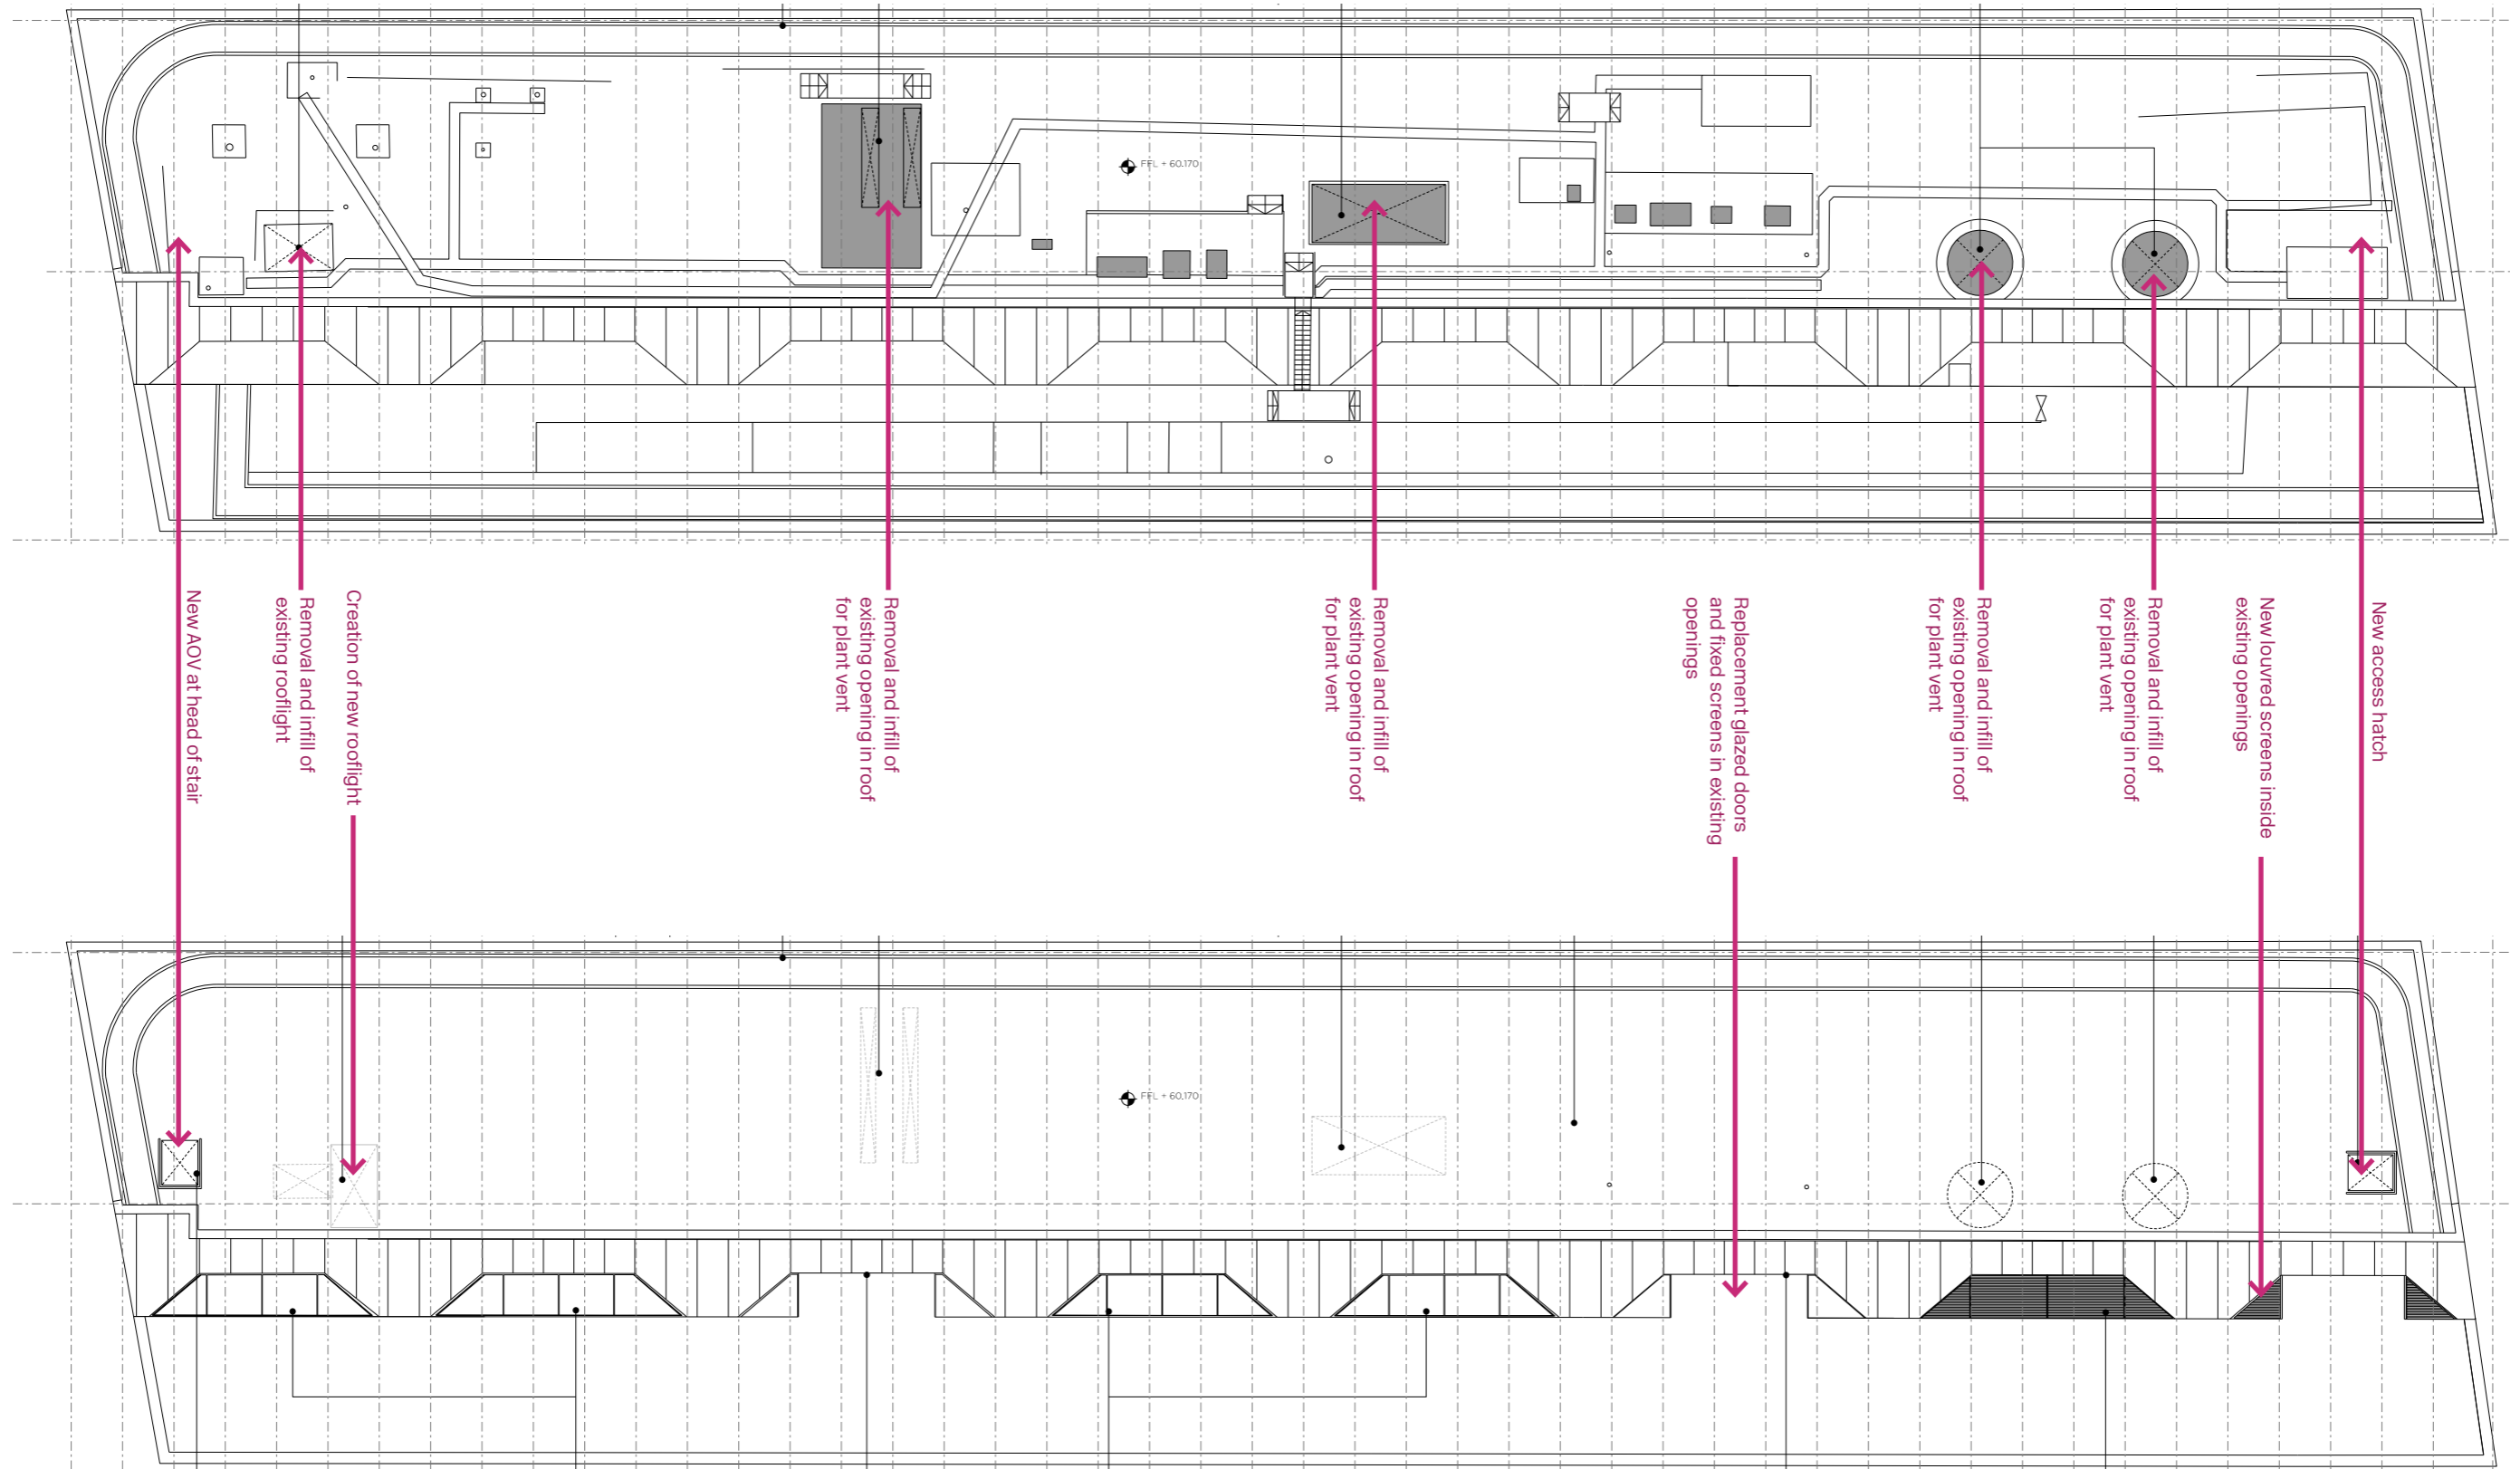 FFL + 60.170
New AOV at head of stair
Removal and infill of
existing rooflight
Creation of new rooflight
Removal and infill of
existing opening in roof
for plant vent
Removal and infill of
existing opening in roof
for plant vent
Replacement glazed doors
and fixed screens in existing
openings
Removal and infill of
existing opening in roof
for plant vent
Removal and infill of
existing opening in roof
for plant vent
New louvred screens inside
existing openings
New access hatch
FFL + 60.170